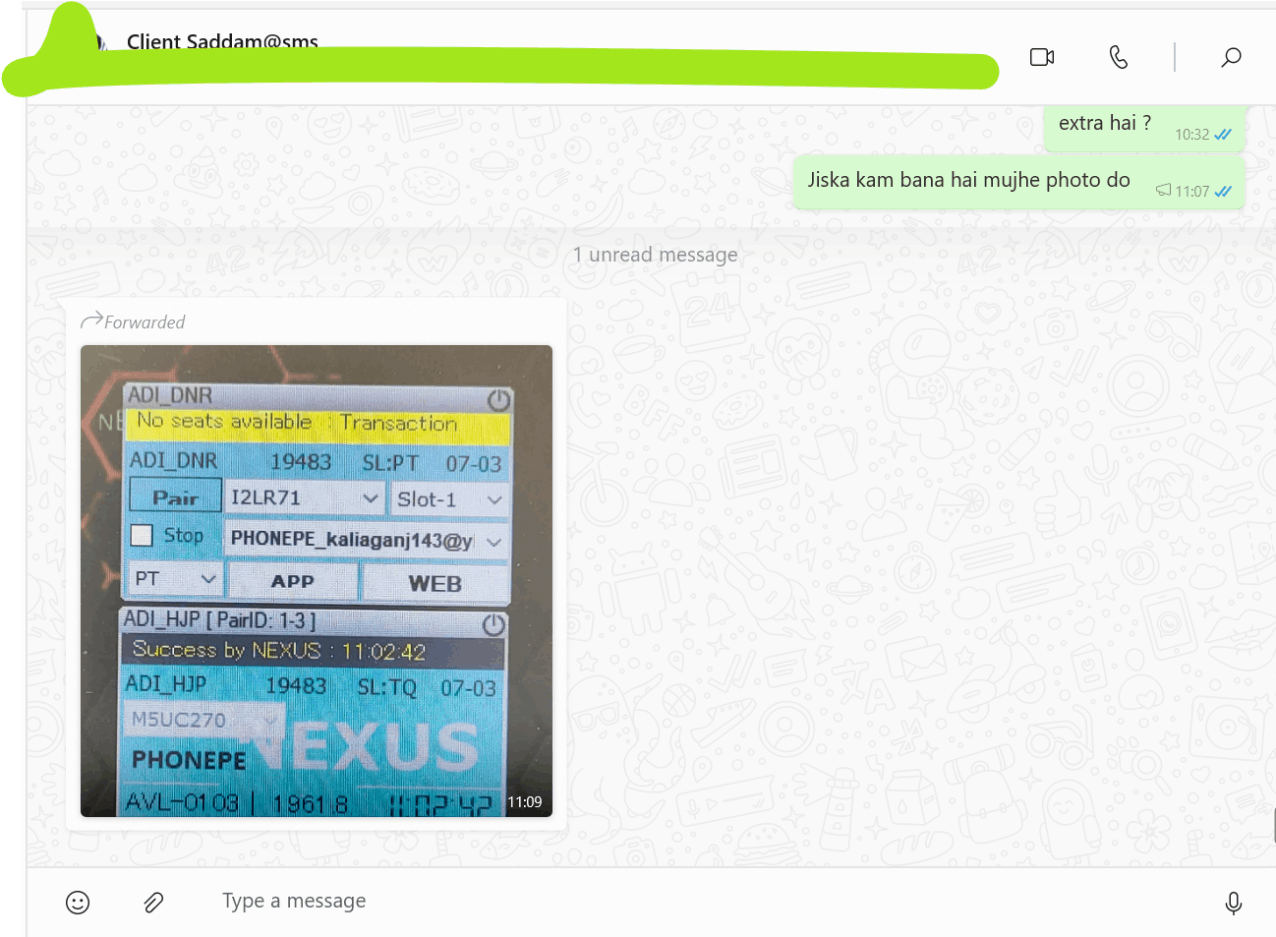 Client Saddam@sms
extra hai ?
10:32
Jiska kam bana hai mujhe photo do
11:07
1 unread message
Forwarded
ADI_DNR
No seats available : Transaction
ADI_DNR 19483 SL:PT 07-03
Pair I2LR71 Slot-1
Stop PHONEPE_kaliaganj143@y
PT APP WEB
ADI_HJP [ PairID: 1-3 ]
Success by NEXUS : 11:02:42
ADI_HJP 19483 SL:TQ 07-03
M5UC270
NEXUS
PHONEPE
AVL-0103 | 1961.8 11:02:42
11:09
Type a message